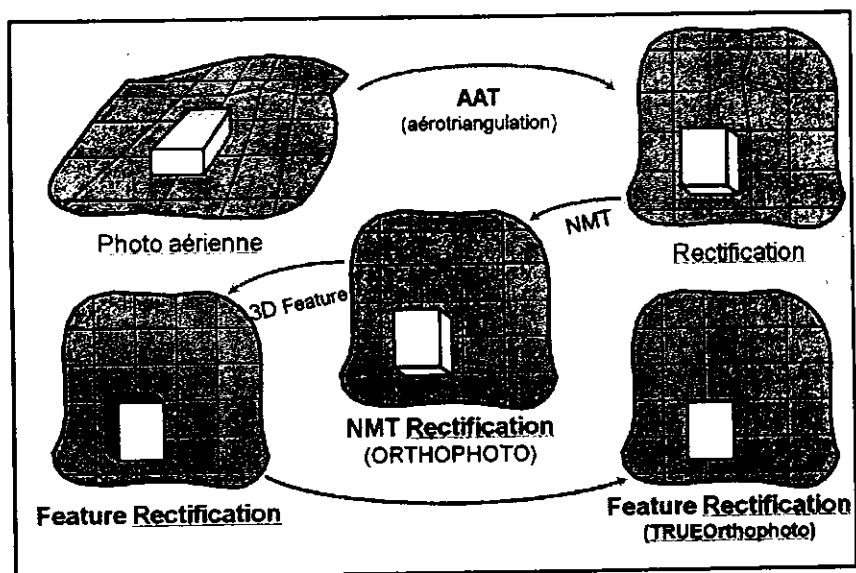 AAT
(aérotriangulation)
Photo aérienne
NMT
Rectification
3D Feature
NMT Rectification
(ORTHOPHOTO)
Feature Rectification
Feature Rectification
(TRUEOrthophoto)